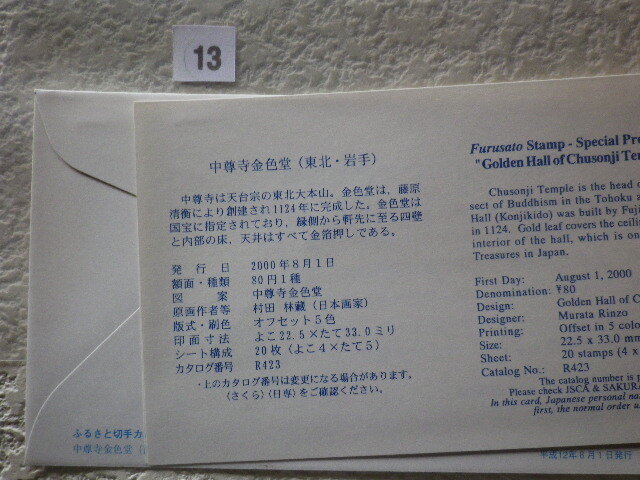 13
中尊寺金色堂（東北・岩手）
中尊寺は天台宗の東北大本山。金色堂は，藤原
清衡により創建され1124年に完成した。金色堂は
国宝に指定されており，縁側から軒先に至る四壁
と内部の床，天井はすべて金箔押しである。
発行日 2000年8月1日
額面・種類 80円1種
図案 中尊寺金色堂
原画作者等 村田 林藏（日本画家）
版式・刷色 オフセット5色
印面寸法 よこ22.5×たて33.0ミリ
シート構成 20枚（よこ4×たて5）
カタログ番号 R423
・上のカタログ番号は変更になる場合があります。
〈さくら〉〈日専〉をご確認ください。
Furusato Stamp - Special Pro
"Golden Hall of Chusonji Tem
Chusonji Temple is the head o
sect of Buddhism in the Tohoku a
Hall (Konjikido) was built by Fuji
in 1124. Gold leaf covers the ceilin
interior of the hall, which is on
Treasures in Japan.
First Day: August 1, 2000
Denomination: ¥80
Design: Golden Hall of C
Designer: Murata Rinzo
Printing: Offset in 5 color
Size: 22.5 x 33.0 mm
Sheet: 20 stamps (4 x
Catalog No.: R423
The catalog number is p
Please check JSCA & SAKURA
In this card, Japanese personal na
first, the normal order u
ふるさと切手カ
中尊寺金色堂（
平成12年8月1日発行